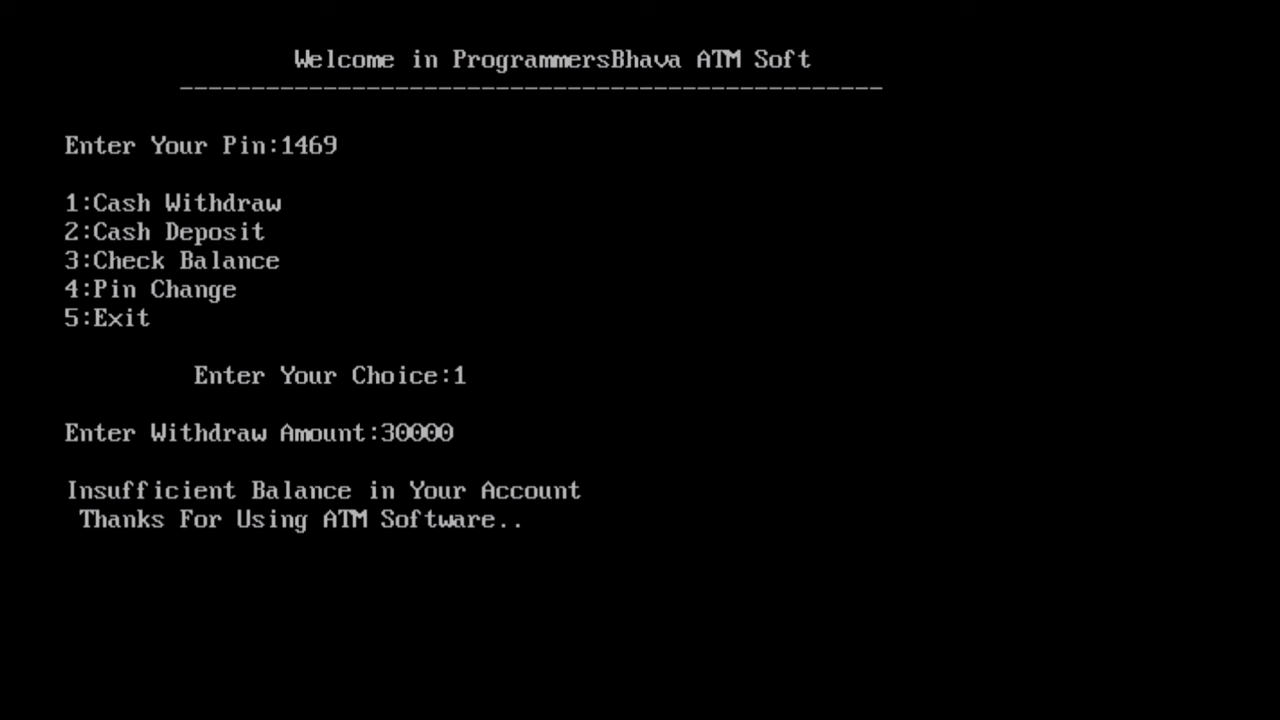 Welcome in ProgrammersBhava ATM Soft
-------------------------------------------------
Enter Your Pin:1469
1:Cash Withdraw
2:Cash Deposit
3:Check Balance
4:Pin Change
5:Exit
Enter Your Choice:1
Enter Withdraw Amount:30000
Insufficient Balance in Your Account
Thanks For Using ATM Software..